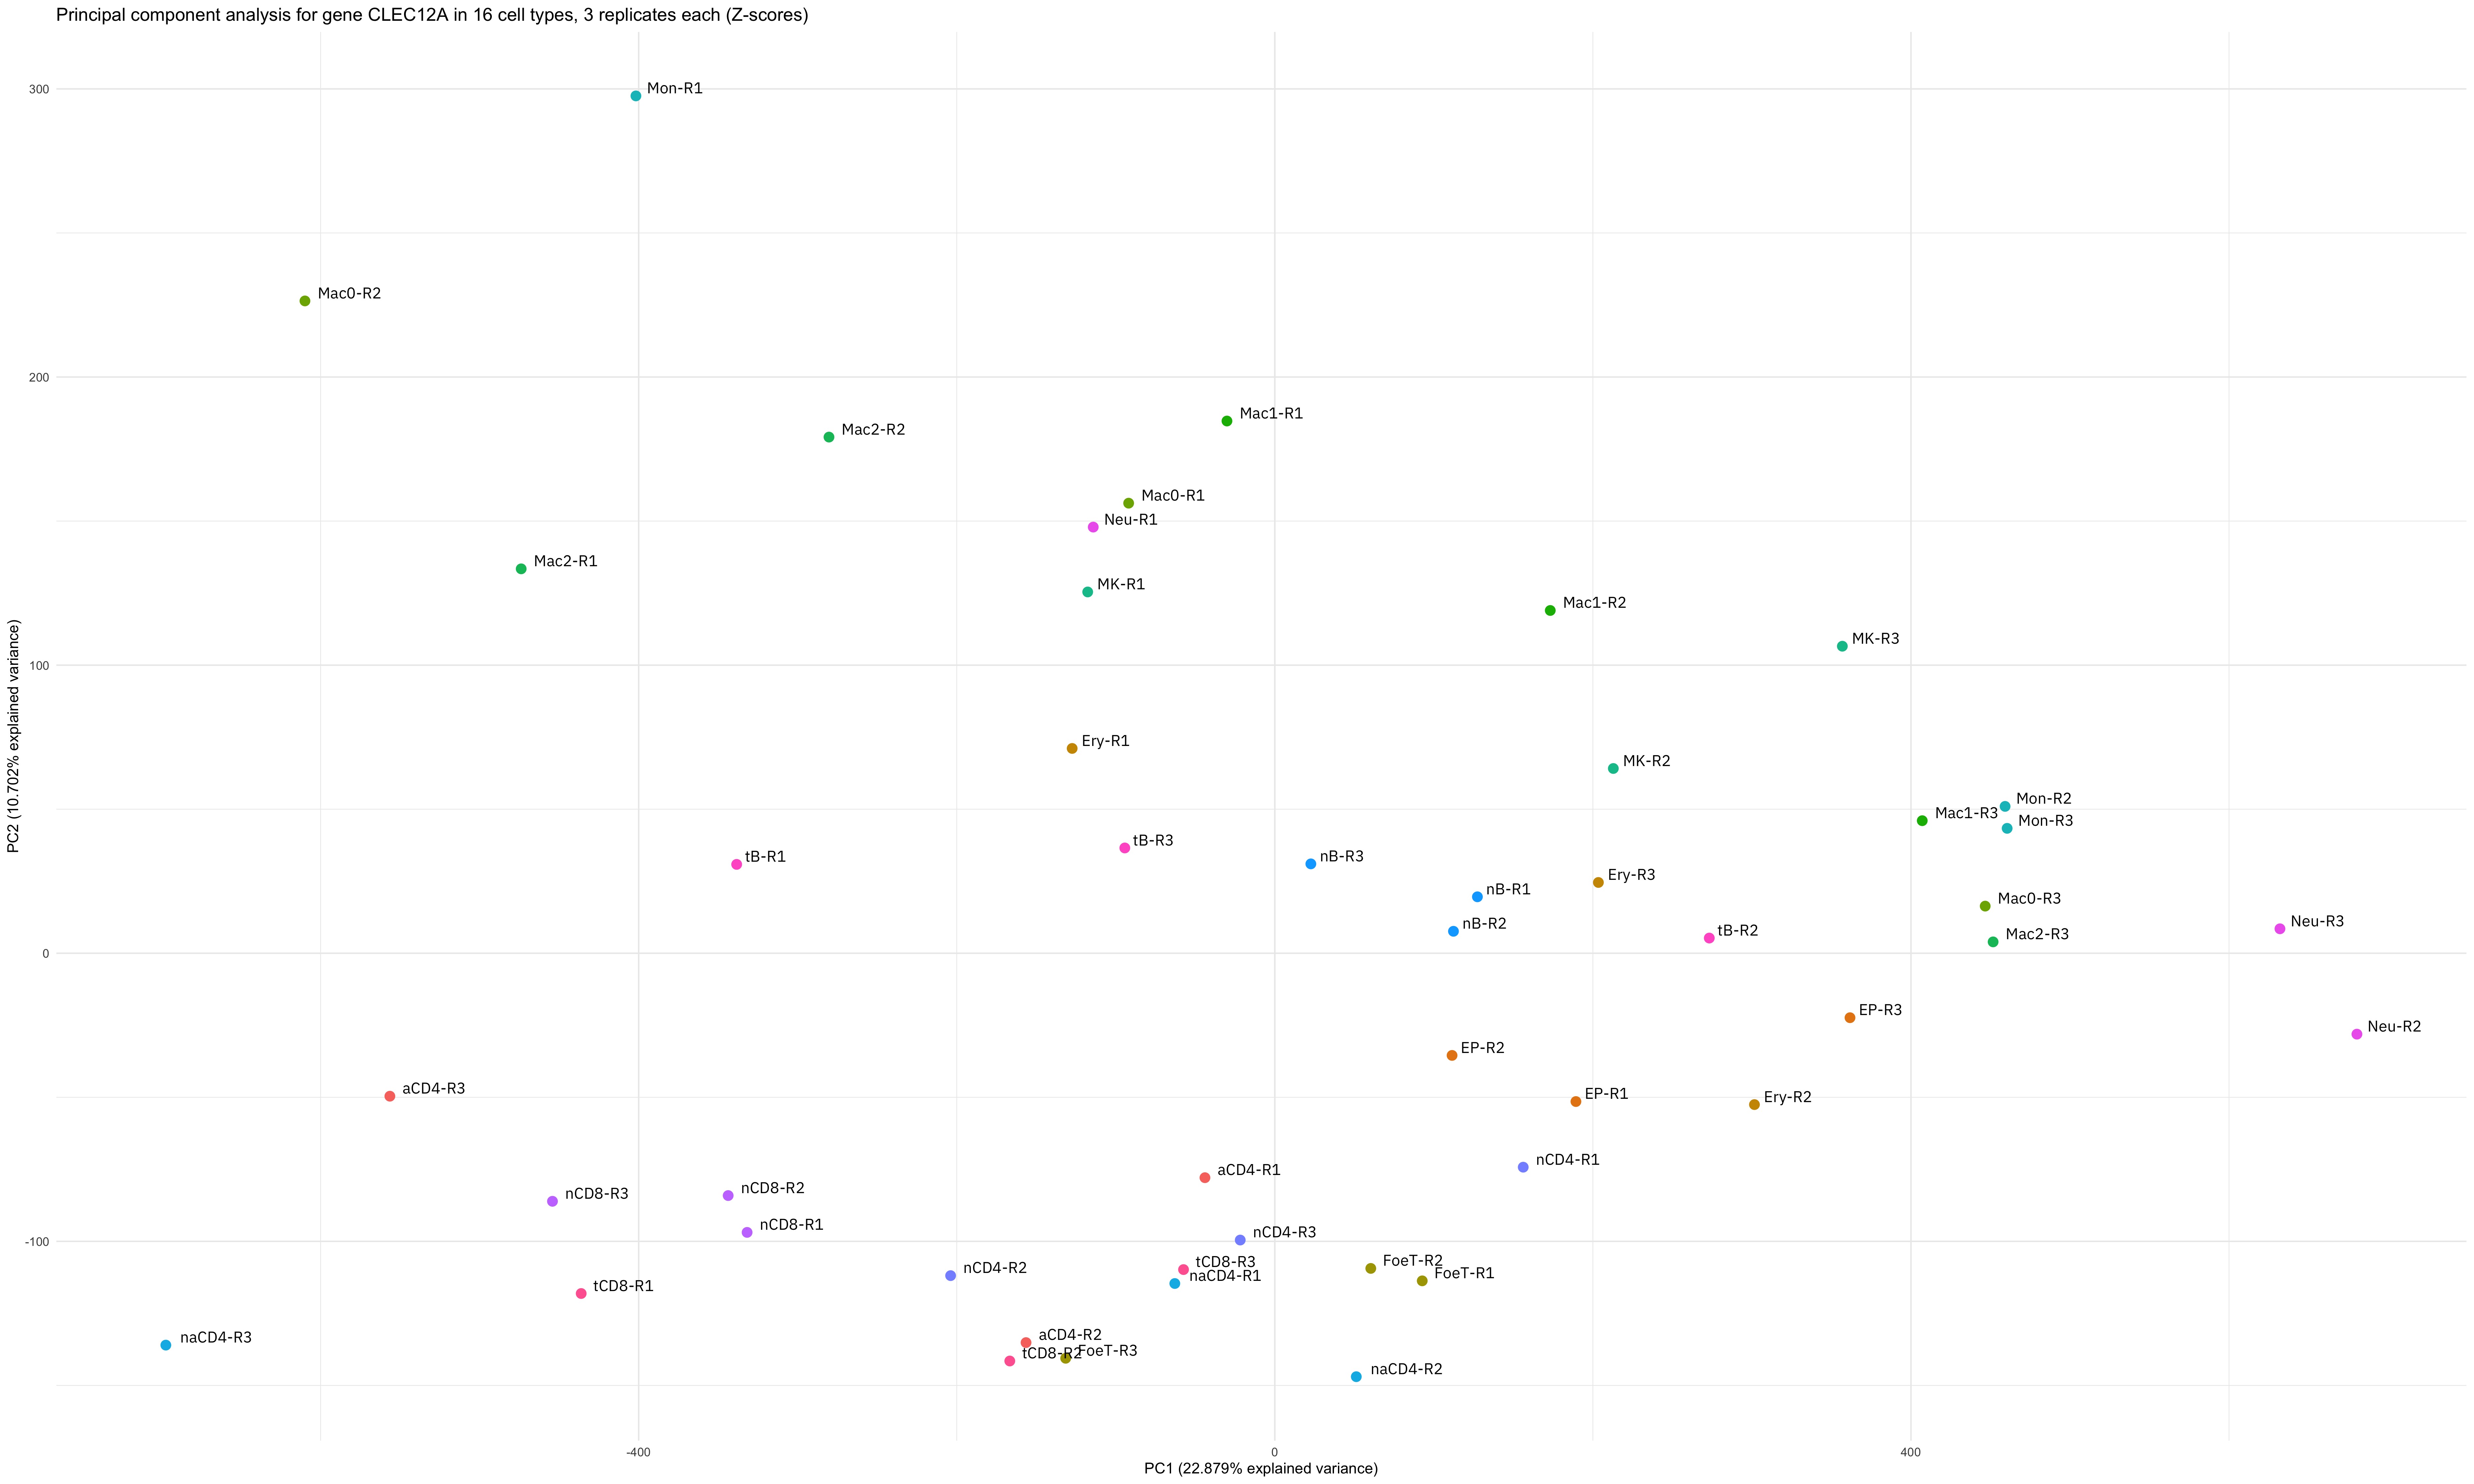 Principal component analysis for gene CLEC12A in 16 cell types, 3 replicates each (Z-scores)
300
Mon-R1
Mac0-R2
200
Mac1-R1
Mac2-R2
Mac0-R1
Neu-R1
Mac2-R1
MK-R1
Mac1-R2
MK-R3
100
Ery-R1
MK-R2
Mon-R2
Mac1-R3
Mon-R3
tB-R3
tB-R1
nB-R3
Ery-R3
nB-R1
Mac0-R3
nB-R2
tB-R2
Neu-R3
Mac2-R3
0
EP-R3
Neu-R2
EP-R2
aCD4-R3
EP-R1
Ery-R2
nCD4-R1
aCD4-R1
nCD8-R2
nCD8-R3
nCD8-R1
nCD4-R3
-100
tCD8-R3
FoeT-R2
nCD4-R2
FoeT-R1
naCD4-R1
tCD8-R1
aCD4-R2
naCD4-R3
FoeT-R3
tCD8-R2
naCD4-R2
-400
0
400
PC1 (22.879% explained variance)
PC2 (10.702% explained variance)